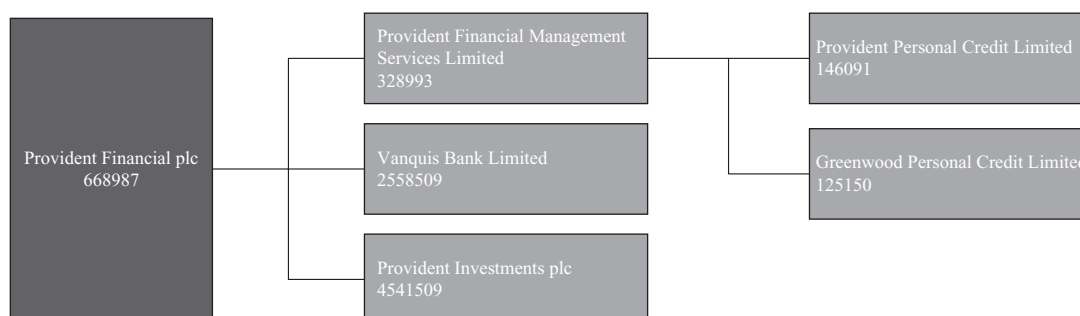 Provident Financial plc
668987
Provident Financial Management
Services Limited
328993
Vanquis Bank Limited
2558509
Provident Investments plc
4541509
Provident Personal Credit Limited
146091
Greenwood Personal Credit Limited
125150